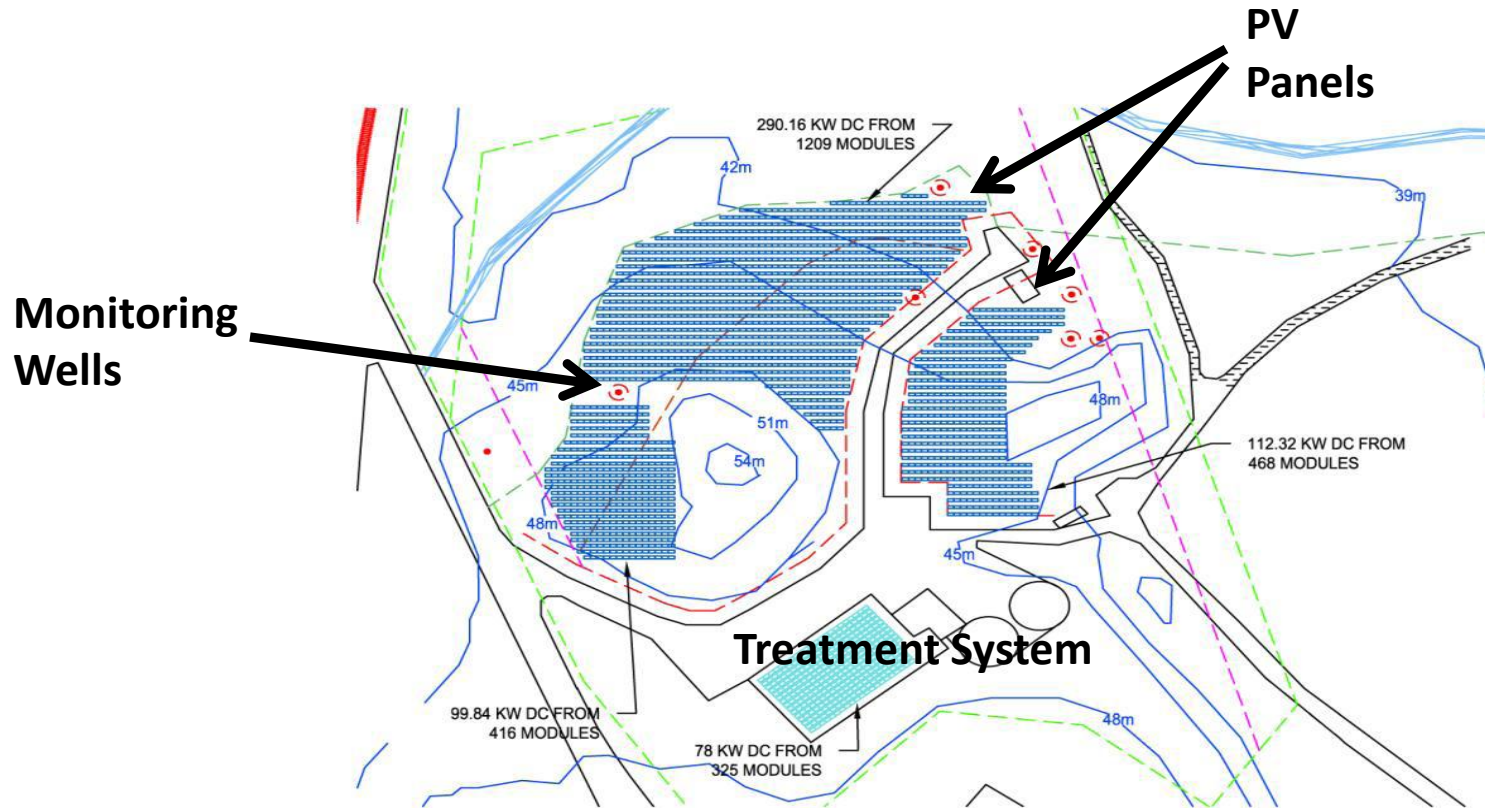 PV
Panels
290.16 KW DC FROM
1209 MODULES
42m
39m
Monitoring
Wells
45m
51m
48m
54m
112.32 KW DC FROM
468 MODULES
48m
45m
Treatment System
99.84 KW DC FROM
416 MODULES
78 KW DC FROM
325 MODULES
48m